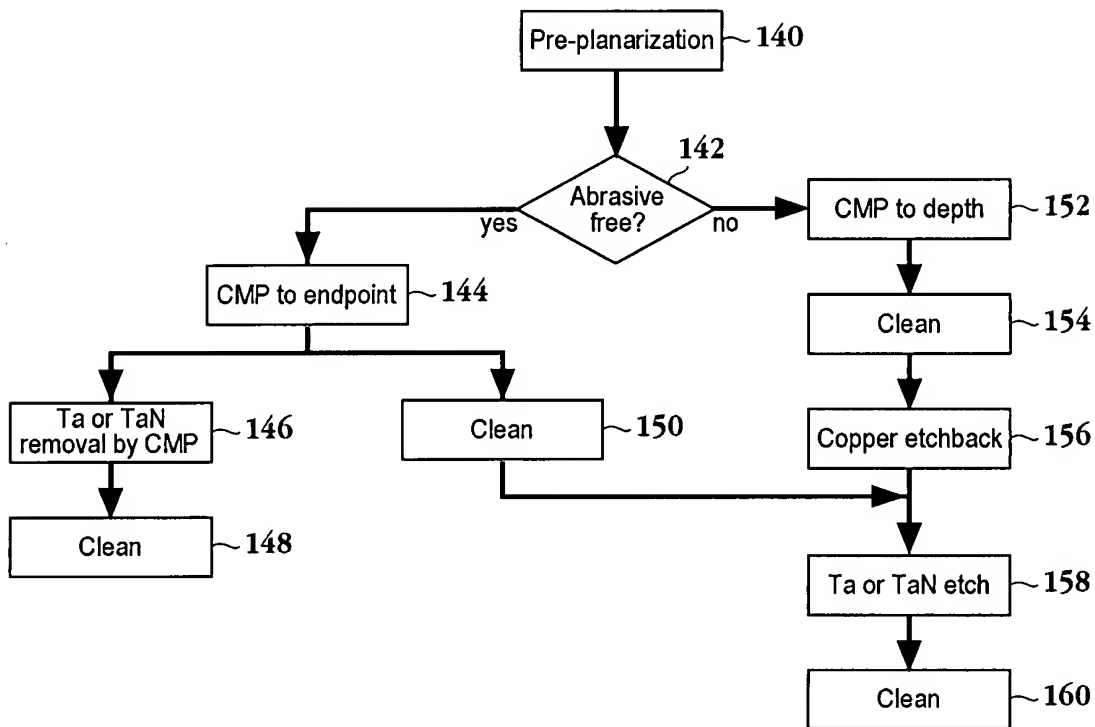 Pre-planarization 140
142
Abrasive
free?
yes
no
CMP to depth 152
CMP to endpoint 144
Clean 154
Ta or TaN
removal by CMP 146
Clean 150
Copper etchback 156
Clean 148
Ta or TaN etch 158
Clean 160